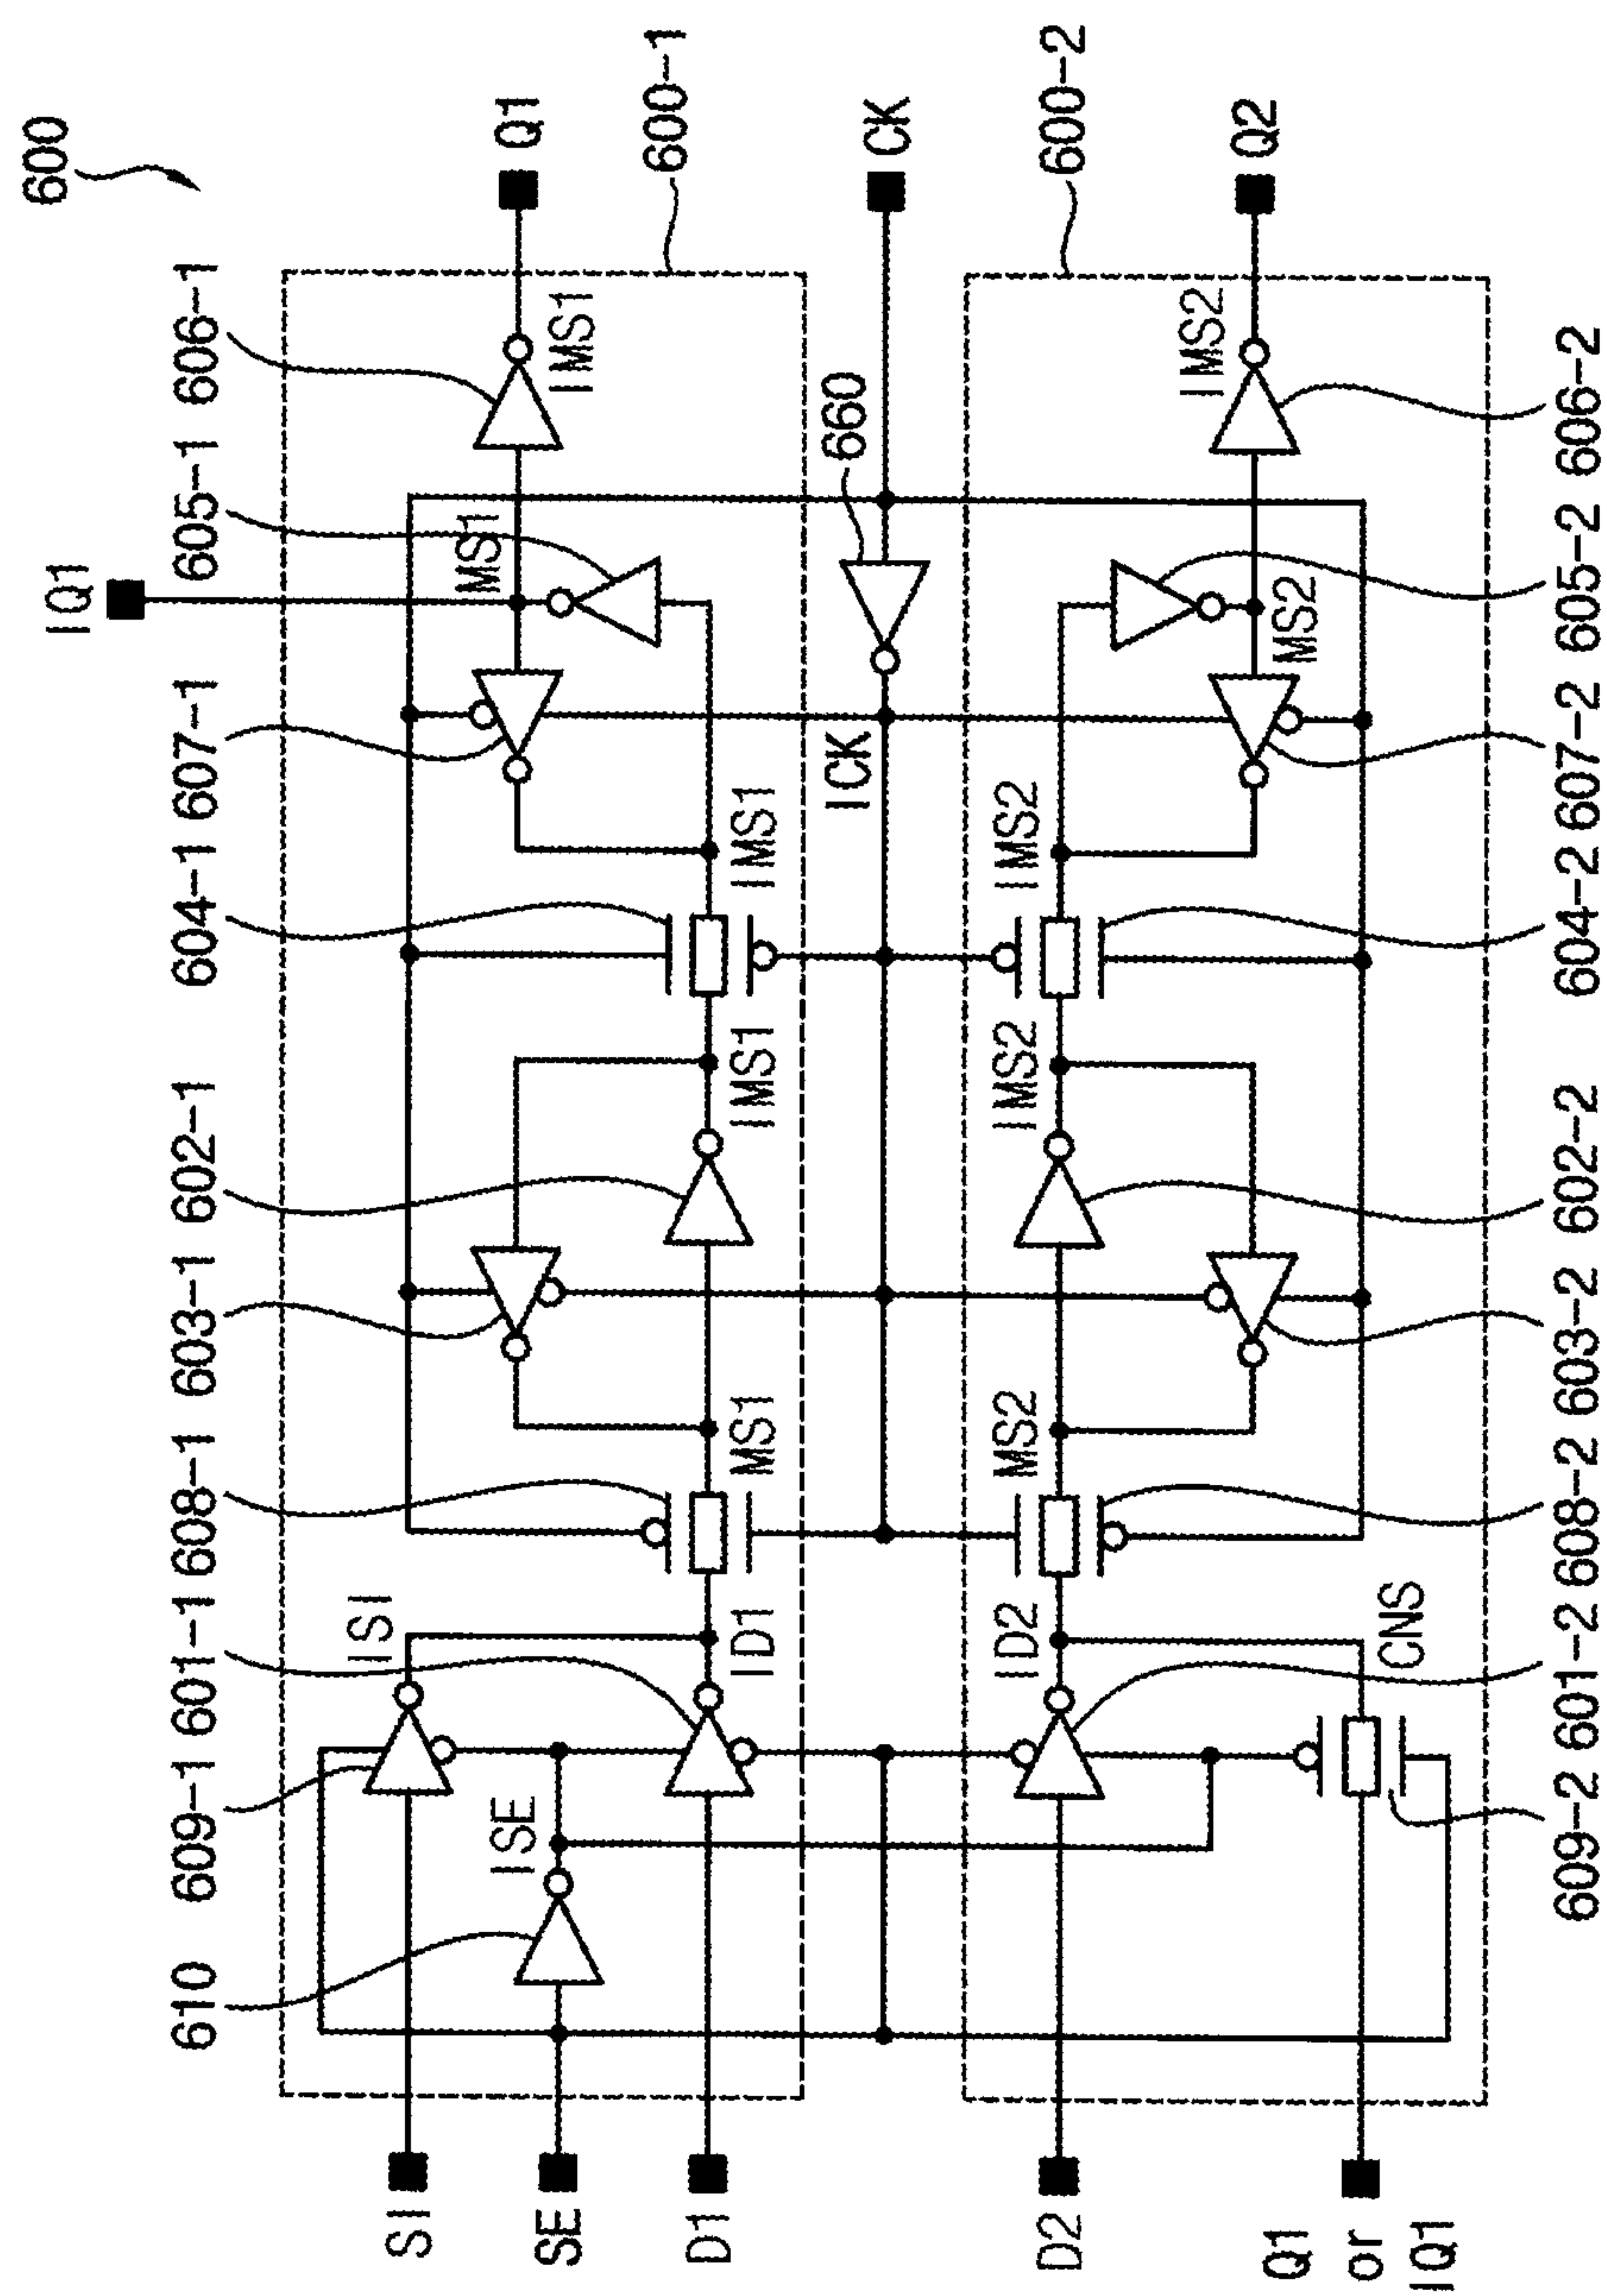 600
610
609-1
601-1
608-1
603-1
602-1
604-1
607-1
605-1
606-1
IQ1
600-1
SI
SE
D1
ISI
ISE
ID1
MS1
IMS1
IMS1
MS1
IMS1
Q1
ICK
660
CK
600-2
D2
Q1
or
IQ1
ID2
CNS
MS2
IMS2
IMS2
MS2
IMS2
Q2
609-2
601-2
608-2
603-2
602-2
604-2
607-2
605-2
606-2